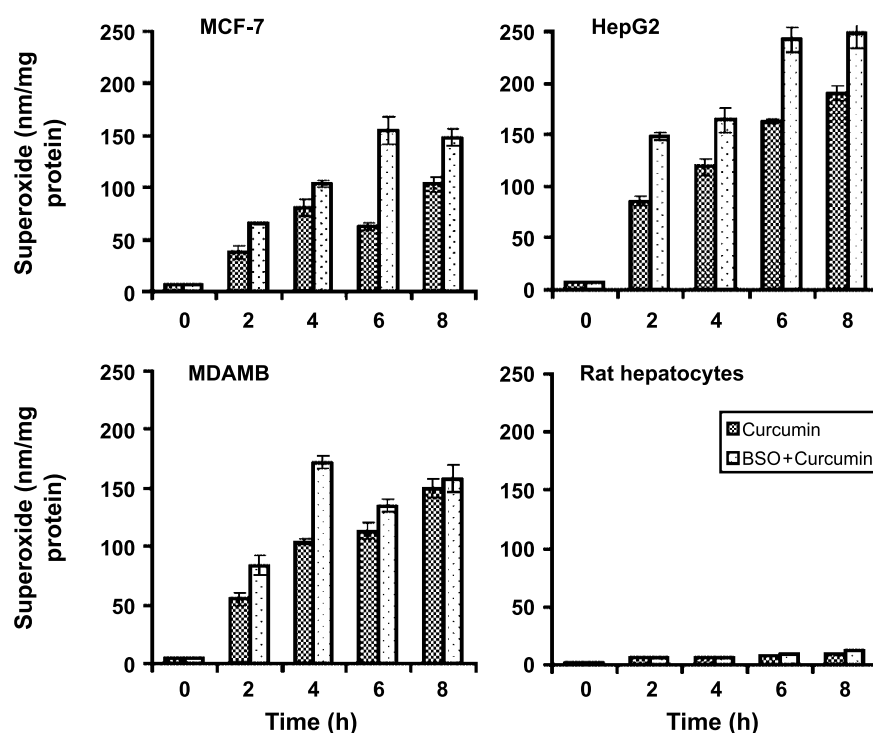 MCF-7
Superoxide (nm/mg
protein)
250
200
150
100
50
0
0 2 4 6 8
HepG2
250
200
150
100
50
0
0 2 4 6 8
MDAMB
Superoxide (nm/mg
protein)
250
200
150
100
50
0
0 2 4 6 8
Time (h)
Rat hepatocytes
250
200
150
100
50
0
Curcumin
BSO+Curcumin
0 2 4 6 8
Time (h)